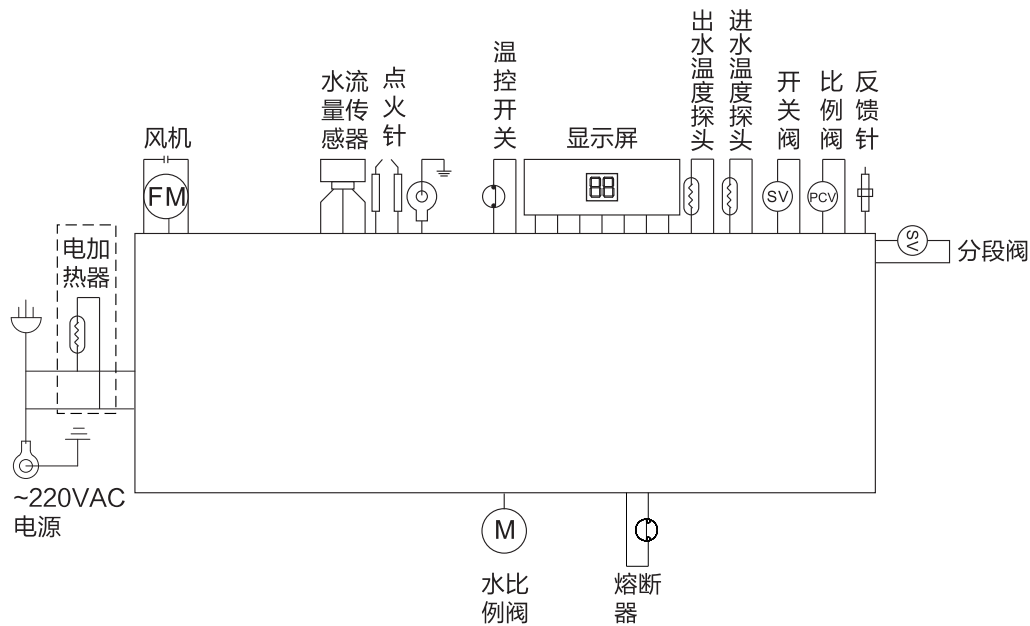 风机
FM
水流
量传
感器
点火针
温控开关
显示屏
88
出水温度探头
进水温度探头
开关阀
SV
比例阀
PCV
反馈针
SV
分段阀
电加
热器
~220VAC
电源
M
水比
例阀
熔断
器